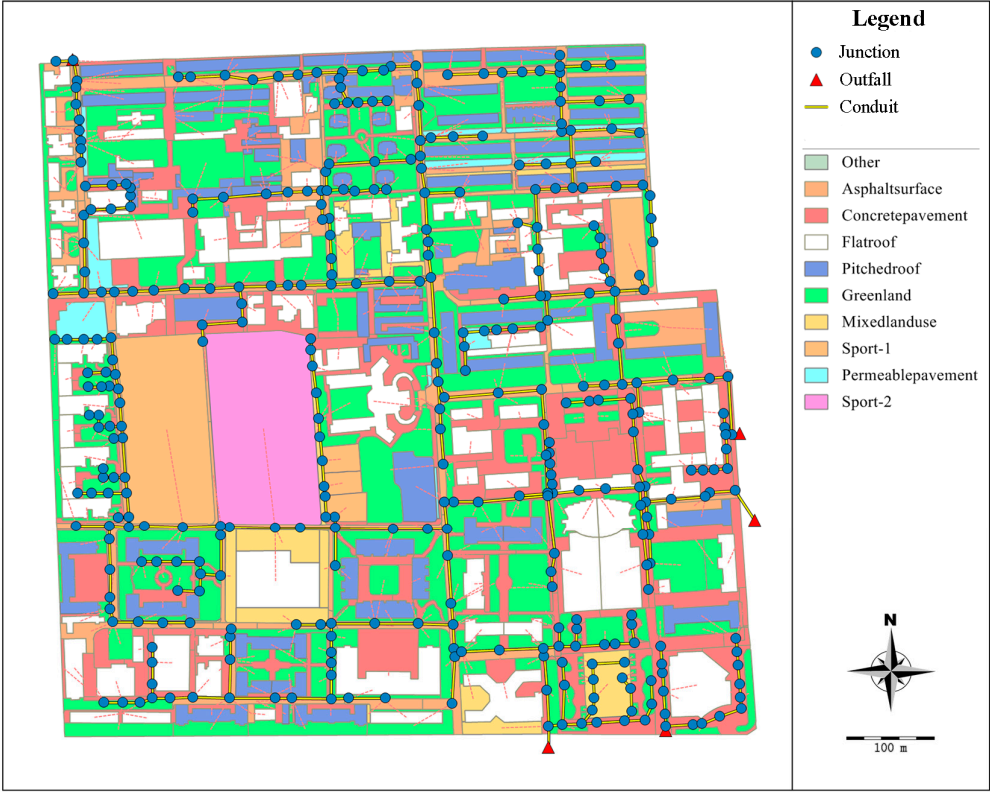 Legend
Junction
Outfall
Conduit
Other
Asphaltsurface
Concretepavement
Flatroof
Pitchedroof
Greenland
Mixedlanduse
Sport-1
Permeablepavement
Sport-2
N
100 m